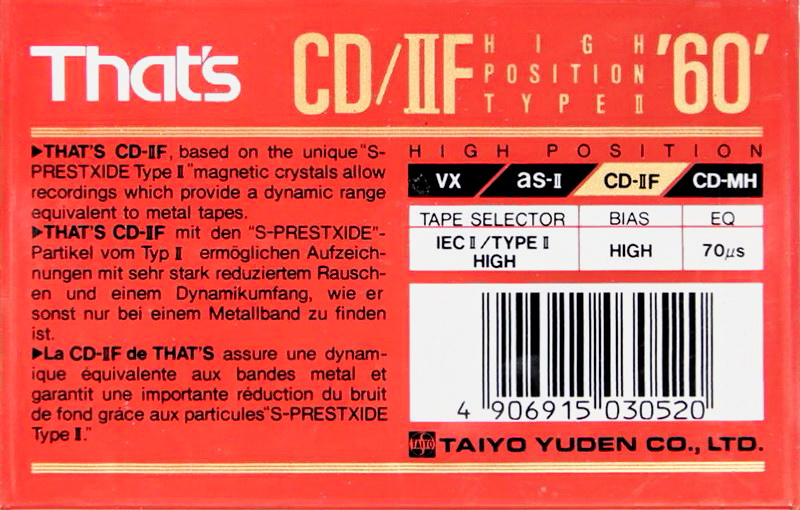 That's
CD/IIF HIGH POSITION TYPE II '60'
▶THAT'S CD-IIF, based on the unique "S-
PRESTXIDE Type II" magnetic crystals allow
recordings which provide a dynamic range
equivalent to metal tapes.
▶THAT'S CD-IIF mit den "S-PRESTXIDE"-
Partikel vom Typ II ermöglichen Aufzeich-
nungen mit sehr stark reduziertem Rausch-
en und einem Dynamikumfang, wie er
sonst nur bei einem Metallband zu finden
ist.
▶La CD-IIF de THAT'S assure une dynam-
ique équivalente aux bandes metal et
garantit une importante réduction du bruit
de fond grâce aux particules "S-PRESTXIDE
Type II."
HIGH POSITION
VX as-II CD-IIF CD-MH
TAPE SELECTOR BIAS EQ
IEC II/TYPE II HIGH HIGH 70µs
4 906915 030520
TAIYO TAIYO YUDEN CO., LTD.